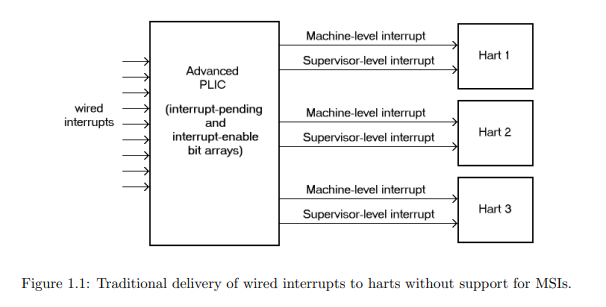 Machine-level interrupt
Hart 1
Supervisor-level interrupt
Advanced
PLIC
(interrupt-pending
and
interrupt-enable
bit arrays)
wired
interrupts
Machine-level interrupt
Hart 2
Supervisor-level interrupt
Machine-level interrupt
Hart 3
Supervisor-level interrupt
Figure 1.1: Traditional delivery of wired interrupts to harts without support for MSIs.